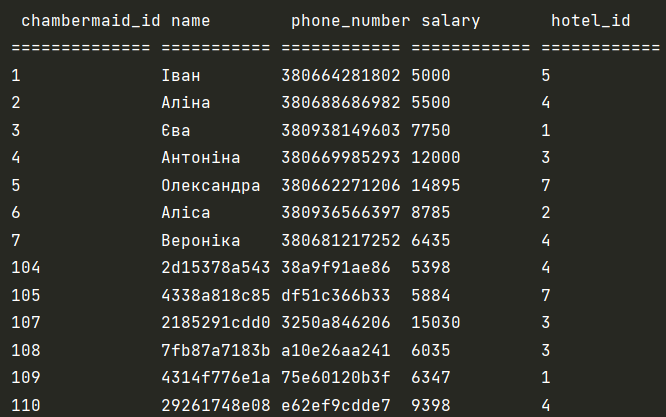 chambermaid_id name phone_number salary hotel_id
============== =========== ============ ============ ============
1 Іван 380664281802 5000 5
2 Аліна 380688686982 5500 4
3 Єва 380938149603 7750 1
4 Антоніна 380669985293 12000 3
5 Олександра 380662271206 14895 7
6 Аліса 380936566397 8785 2
7 Вероніка 380681217252 6435 4
104 2d15378a543 38a9f91ae86 5398 4
105 4338a818c85 df51c366b33 5884 7
107 2185291cdd0 3250a846206 15030 3
108 7fb87a7183b a10e26aa241 6035 3
109 4314f776e1a 75e60120b3f 6347 1
110 29261748e08 e62ef9cdde7 9398 4